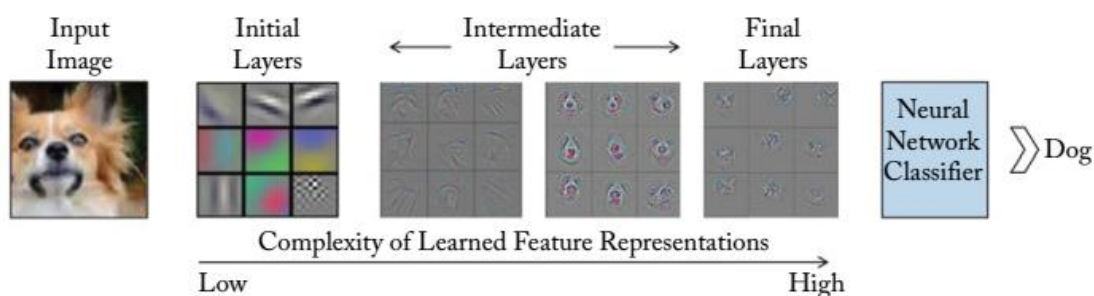 Input
Image
Initial
Layers
Intermediate
Layers
Final
Layers
Neural
Network
Classifier
Dog
Complexity of Learned Feature Representations
Low
High